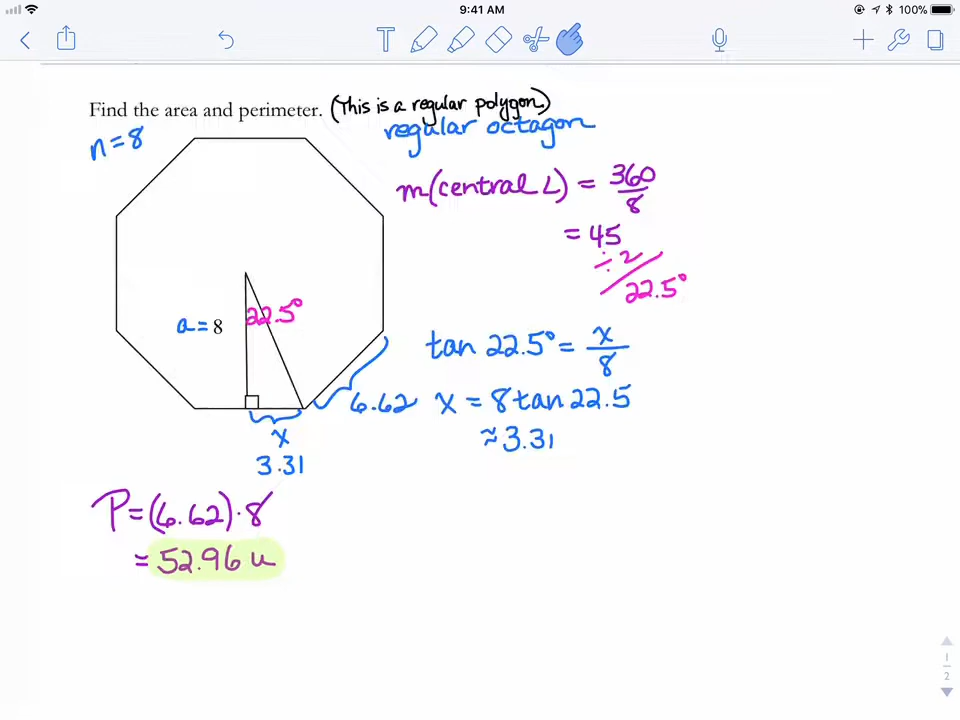 9:41 AM
100%
T
Find the area and perimeter. (This is a regular polygon)
regular octagon
n=8
m(central ∠) = 360/8
= 45
÷2
22.5°
22.5°
a = 8
tan 22.5° = x/8
6.62
x = 8 tan 22.5
≈ 3.31
x
3.31
P=(6.62)·8
= 52.96 u
1
2